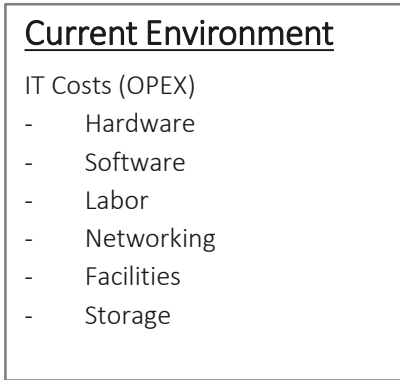 Current Environment
IT Costs (OPEX)
- Hardware
- Software
- Labor
- Networking
- Facilities
- Storage